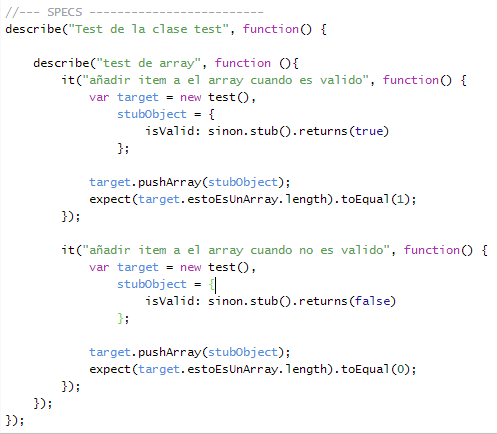 //--- SPECS -------------------------
describe("Test de la clase test", function() {
describe("test de array", function (){
it("añadir item a el array cuando es valido", function() {
var target = new test(),
stubObject = {
isValid: sinon.stub().returns(true)
};
target.pushArray(stubObject);
expect(target.estoEsUnArray.length).toEqual(1);
});
it("añadir item a el array cuando no es valido", function() {
var target = new test(),
stubObject = {
isValid: sinon.stub().returns(false)
};
target.pushArray(stubObject);
expect(target.estoEsUnArray.length).toEqual(0);
});
});
});